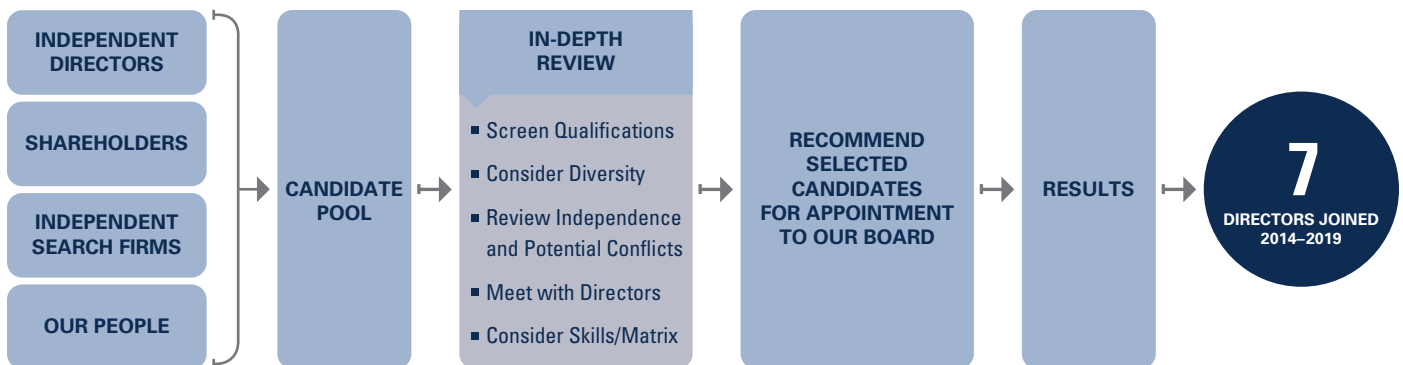 INDEPENDENT
DIRECTORS
SHAREHOLDERS
INDEPENDENT
SEARCH FIRMS
OUR PEOPLE
CANDIDATE
POOL
IN-DEPTH
REVIEW
▪ Screen Qualifications
▪ Consider Diversity
▪ Review Independence
and Potential Conflicts
▪ Meet with Directors
▪ Consider Skills/Matrix
RECOMMEND
SELECTED
CANDIDATES
FOR APPOINTMENT
TO OUR BOARD
RESULTS
7
DIRECTORS JOINED
2014–2019